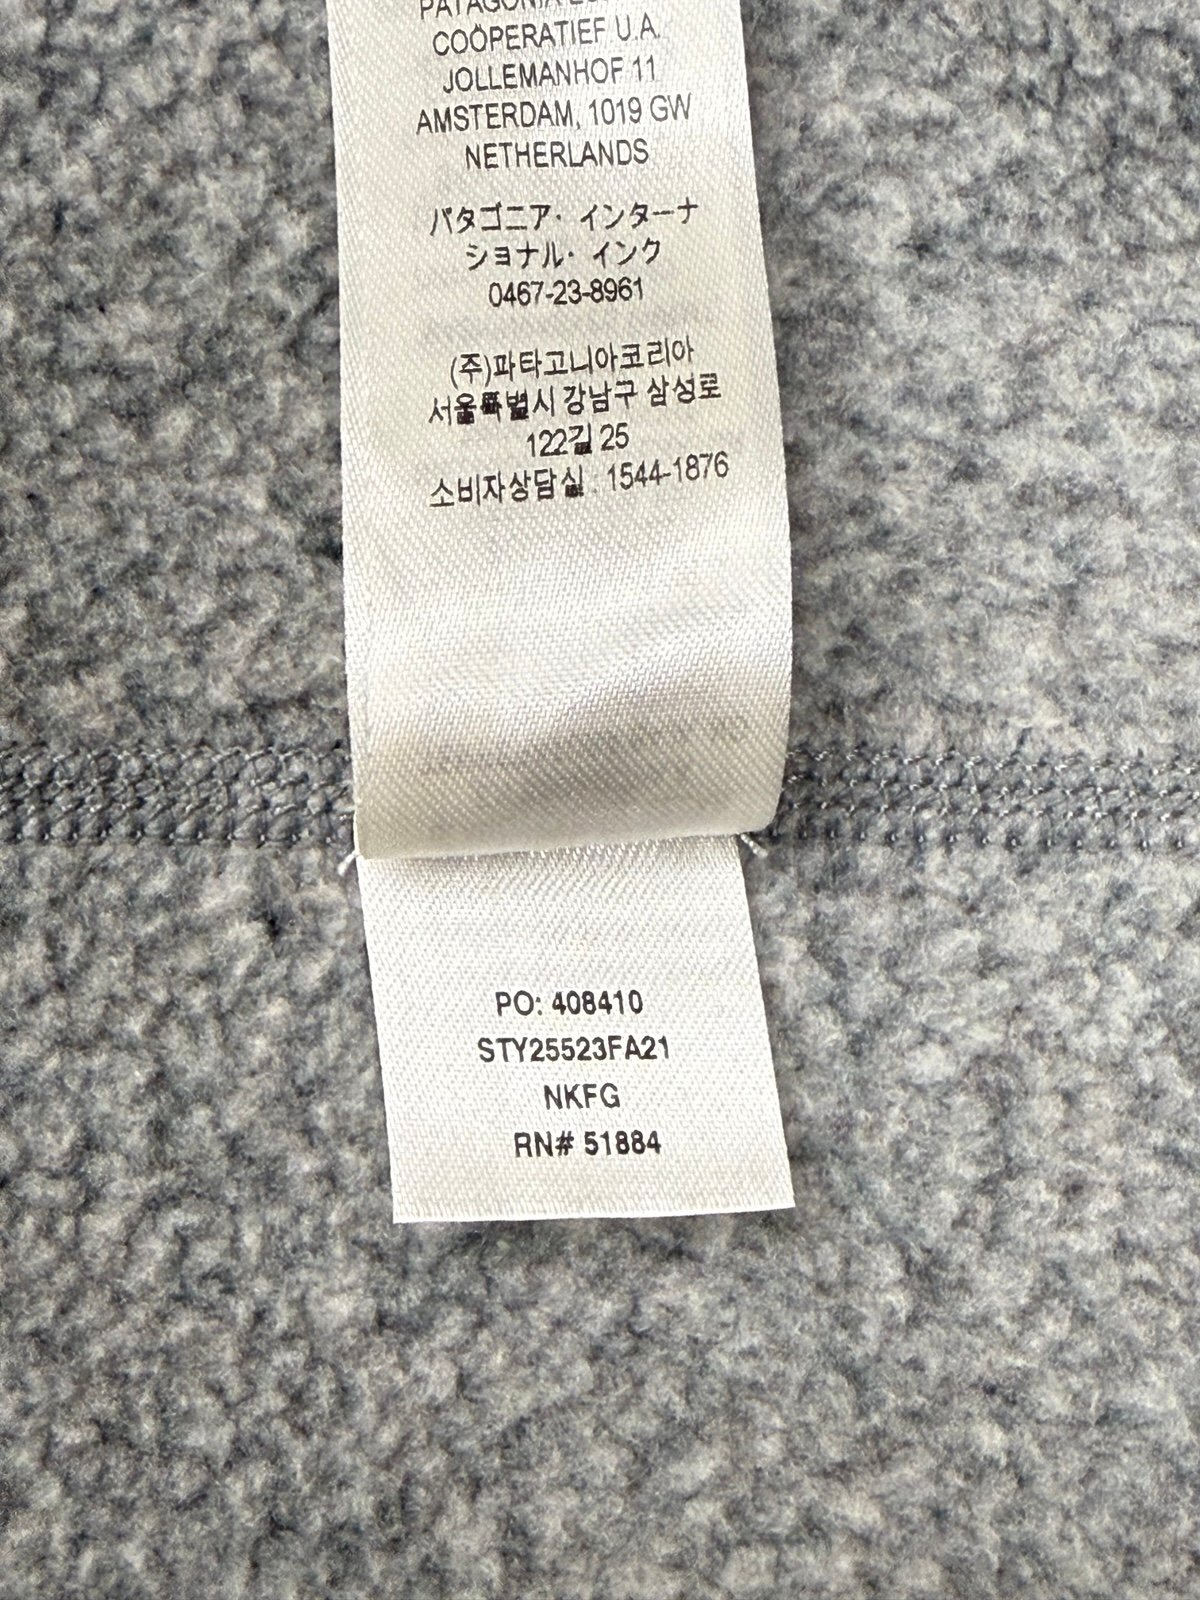 PATAGONIA
COÖPERATIEF U.A.
JOLLEMANHOF 11
AMSTERDAM, 1019 GW
NETHERLANDS
パタゴニア・インターナ
ショナル・インク
0467-23-8961
(주)파타고니아코리아
서울특별시 강남구 삼성로
122길 25
소비자상담실 : 1544-1876
PO: 408410
STY25523FA21
NKFG
RN# 51884